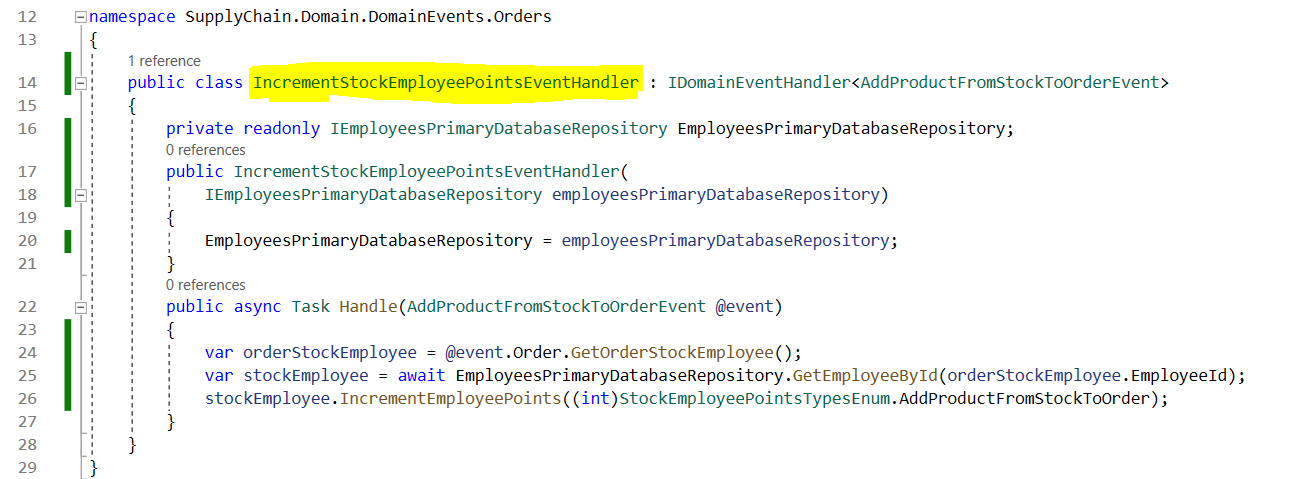 12 namespace SupplyChain.Domain.DomainEvents.Orders
13 {
1 reference
14 public class IncrementStockEmployeePointsEventHandler : IDomainEventHandler<AddProductFromStockToOrderEvent>
15 {
16 private readonly IEmployeesPrimaryDatabaseRepository EmployeesPrimaryDatabaseRepository;
0 references
17 public IncrementStockEmployeePointsEventHandler(
18 IEmployeesPrimaryDatabaseRepository employeesPrimaryDatabaseRepository)
19 {
20 EmployeesPrimaryDatabaseRepository = employeesPrimaryDatabaseRepository;
21 }
0 references
22 public async Task Handle(AddProductFromStockToOrderEvent @event)
23 {
24 var orderStockEmployee = @event.Order.GetOrderStockEmployee();
25 var stockEmployee = await EmployeesPrimaryDatabaseRepository.GetEmployeeById(orderStockEmployee.EmployeeId);
26 stockEmployee.IncrementEmployeePoints((int)StockEmployeePointsTypesEnum.AddProductFromStockToOrder);
27 }
28 }
29 }